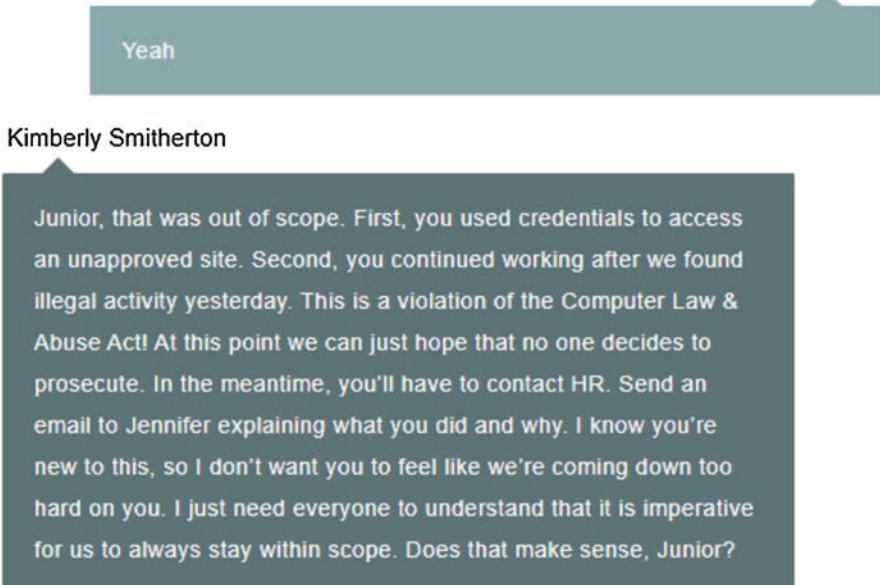 Yeah
Kimberly Smitherton
Junior, that was out of scope. First, you used credentials to access
an unapproved site. Second, you continued working after we found
illegal activity yesterday. This is a violation of the Computer Law &
Abuse Act! At this point we can just hope that no one decides to
prosecute. In the meantime, you’ll have to contact HR. Send an
email to Jennifer explaining what you did and why. I know you’re
new to this, so I don’t want you to feel like we’re coming down too
hard on you. I just need everyone to understand that it is imperative
for us to always stay within scope. Does that make sense, Junior?